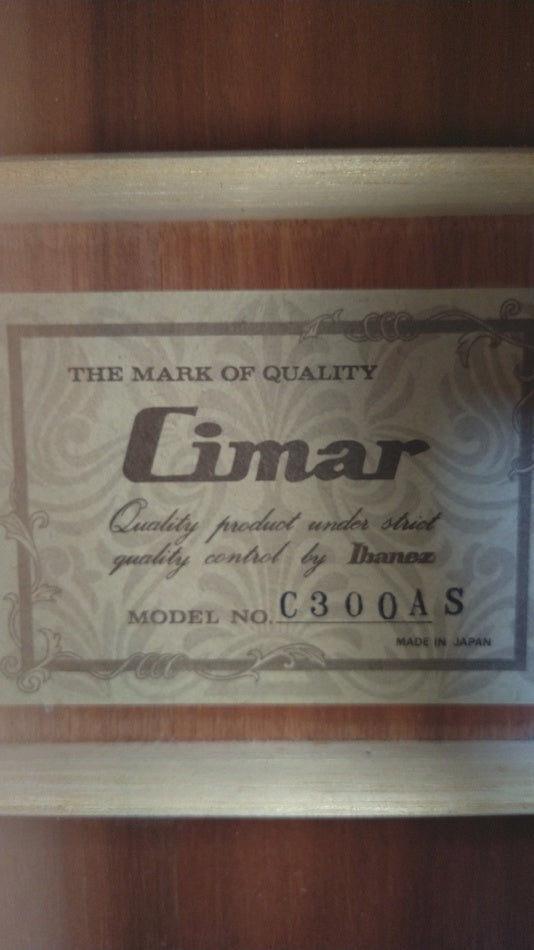 THE MARK OF QUALITY
Cimar
Quality product under strict
quality control by Ibanez
MODEL NO. C300AS
MADE IN JAPAN